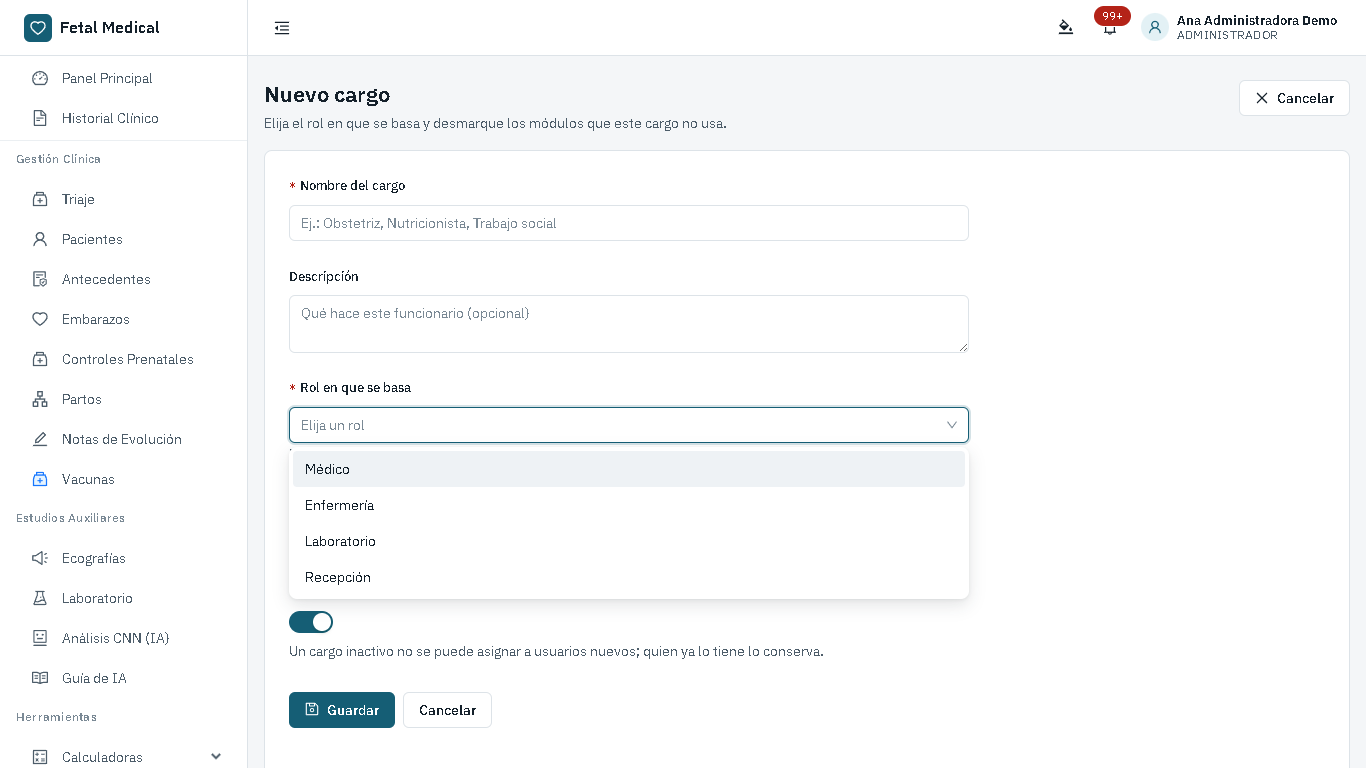 Fetal Medical
99+
Ana Administradora Demo
ADMINISTRADOR
Panel Principal
Historial Clínico
Gestión Clínica
Triaje
Pacientes
Antecedentes
Embarazos
Controles Prenatales
Partos
Notas de Evolución
Vacunas
Estudios Auxiliares
Ecografías
Laboratorio
Análisis CNN (IA)
Guía de IA
Herramientas
Calculadoras
Nuevo cargo
Cancelar
Elija el rol en que se basa y desmarque los módulos que este cargo no usa.
* Nombre del cargo
Ej.: Obstetriz, Nutricionista, Trabajo social
Descripción
Qué hace este funcionario (opcional)
* Rol en que se basa
Elija un rol
Médico
Enfermería
Laboratorio
Recepción
Un cargo inactivo no se puede asignar a usuarios nuevos; quien ya lo tiene lo conserva.
Guardar
Cancelar